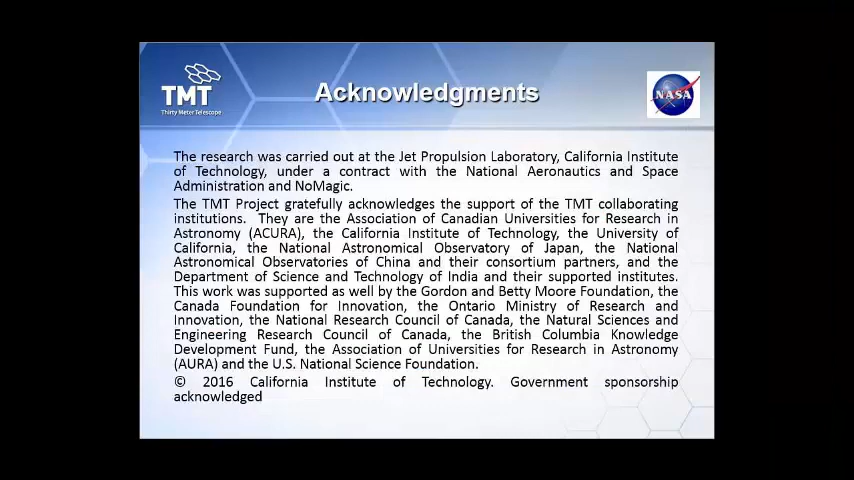 TMT
Thirty Meter Telescope
Acknowledgments
NASA
The research was carried out at the Jet Propulsion Laboratory, California Institute
of Technology, under a contract with the National Aeronautics and Space
Administration and NoMagic.
The TMT Project gratefully acknowledges the support of the TMT collaborating
institutions. They are the Association of Canadian Universities for Research in
Astronomy (ACURA), the California Institute of Technology, the University of
California, the National Astronomical Observatory of Japan, the National
Astronomical Observatories of China and their consortium partners, and the
Department of Science and Technology of India and their supported institutes.
This work was supported as well by the Gordon and Betty Moore Foundation, the
Canada Foundation for Innovation, the Ontario Ministry of Research and
Innovation, the National Research Council of Canada, the Natural Sciences and
Engineering Research Council of Canada, the British Columbia Knowledge
Development Fund, the Association of Universities for Research in Astronomy
(AURA) and the U.S. National Science Foundation.
© 2016 California Institute of Technology. Government sponsorship
acknowledged